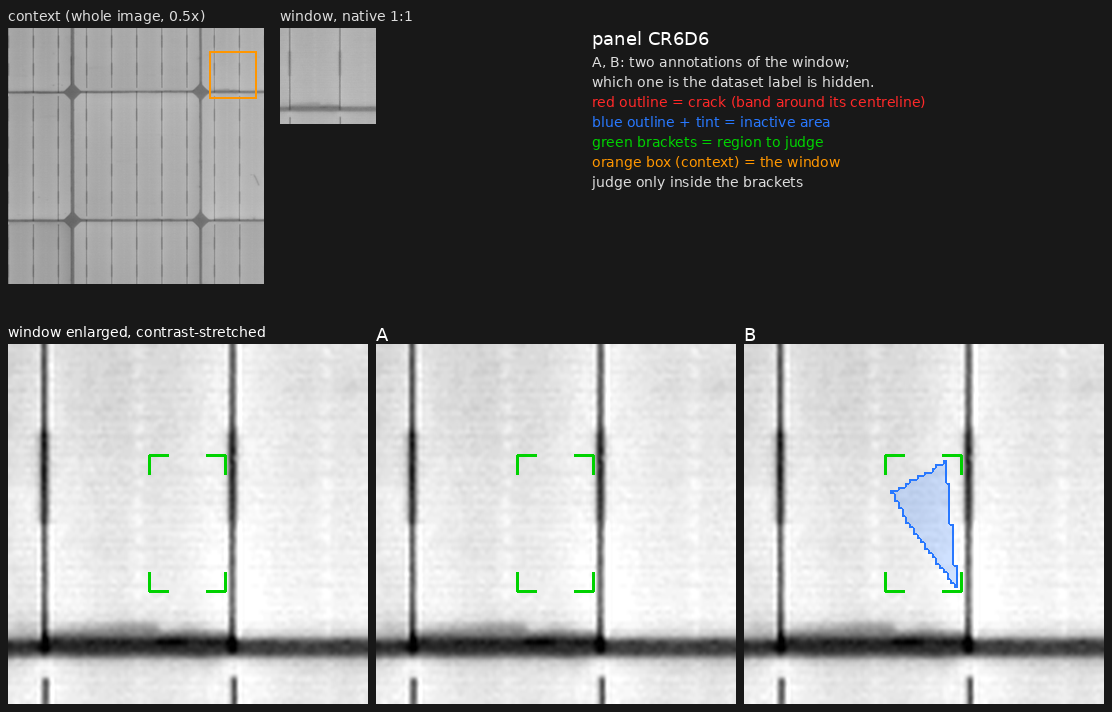 context (whole image, 0.5x)
window, native 1:1
panel CR6D6
A, B: two annotations of the window;
which one is the dataset label is hidden.
red outline = crack (band around its centreline)
blue outline + tint = inactive area
green brackets = region to judge
orange box (context) = the window
judge only inside the brackets
window enlarged, contrast-stretched
A
B